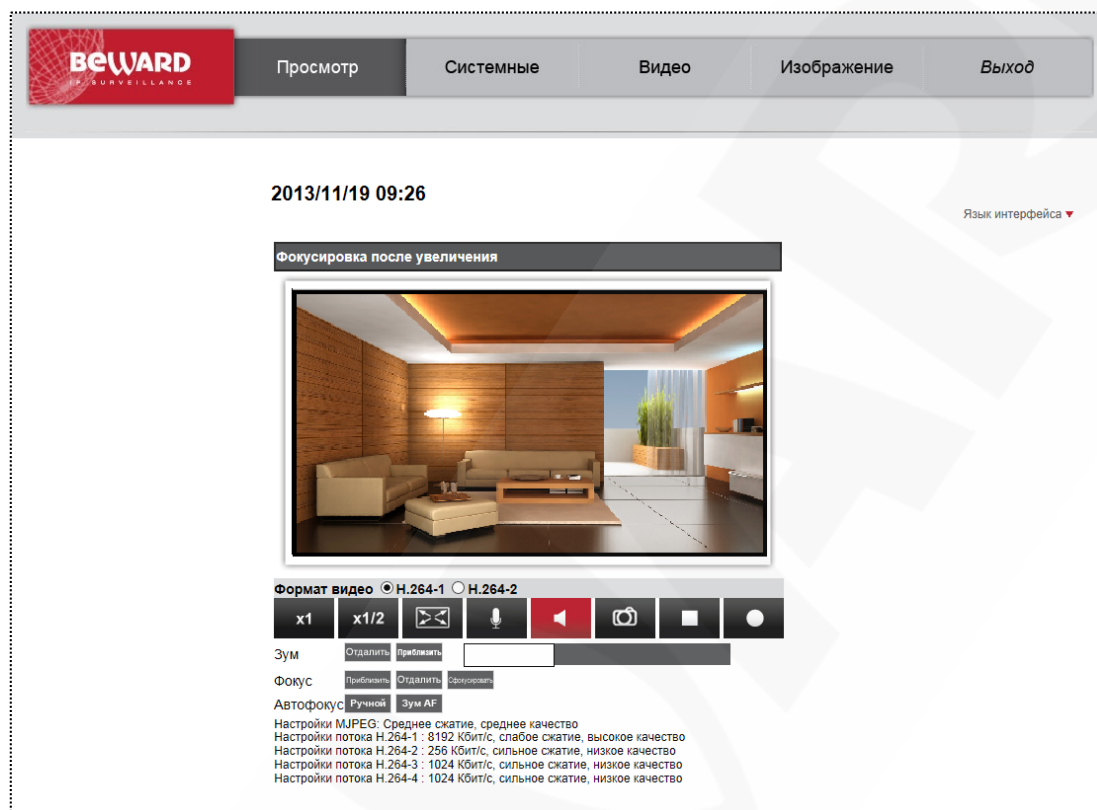 BEWARD
IP SURVEILLANCE
Просмотр
Системные
Видео
Изображение
Выход
2013/11/19 09:26
Язык интерфейса
Фокусировка после увеличения
Формат видео H.264-1 H.264-2
x1 x1/2
Зум Отдалить Приблизить
Фокус Приблизить Отдалить Сфокусировать
Автофокус Ручной Зум AF
Настройки MJPEG: Среднее сжатие, среднее качество
Настройки потока H.264-1 : 8192 Кбит/с, слабое сжатие, высокое качество
Настройки потока H.264-2 : 256 Кбит/с, сильное сжатие, низкое качество
Настройки потока H.264-3 : 1024 Кбит/с, сильное сжатие, низкое качество
Настройки потока H.264-4 : 1024 Кбит/с, сильное сжатие, низкое качество